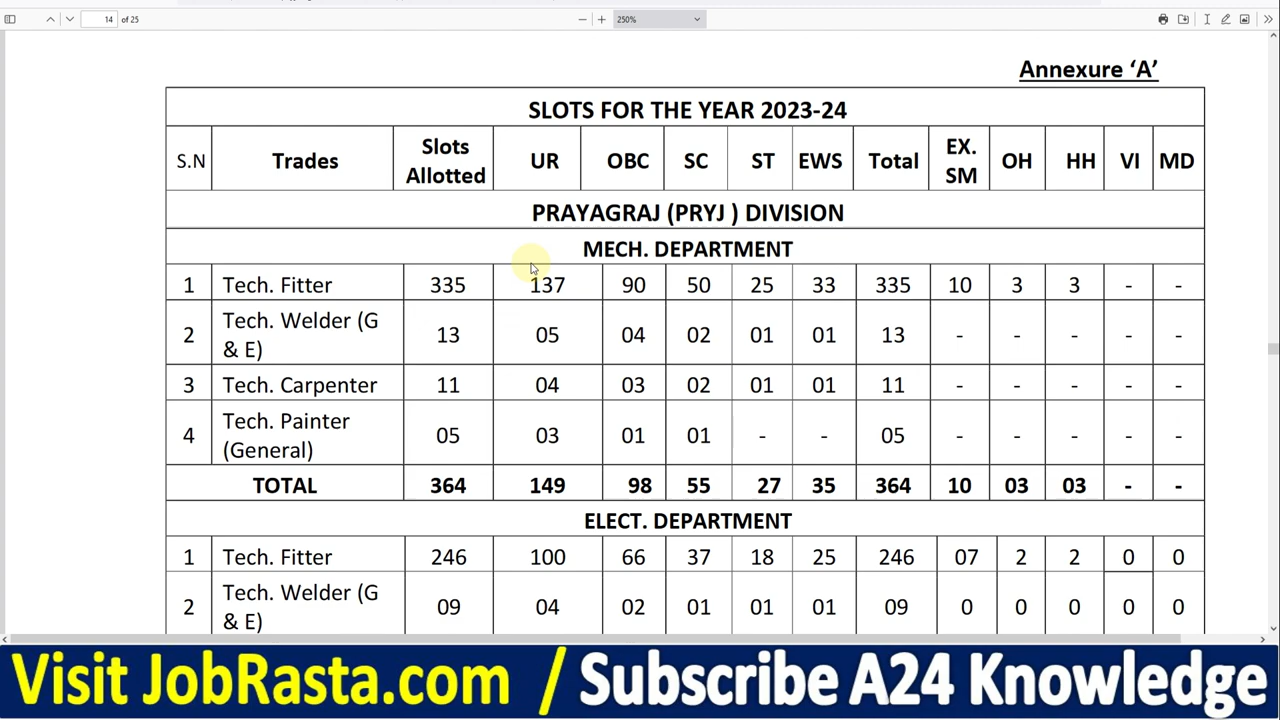 14 of 25 250%
Annexure ‘A’
SLOTS FOR THE YEAR 2023-24
S.N Trades Slots Allotted UR OBC SC ST EWS Total EX. SM OH HH VI MD
PRAYAGRAJ (PRYJ ) DIVISION
MECH. DEPARTMENT
1 Tech. Fitter 335 137 90 50 25 33 335 10 3 3 - -
2 Tech. Welder (G & E) 13 05 04 02 01 01 13 - - - - -
3 Tech. Carpenter 11 04 03 02 01 01 11 - - - - -
4 Tech. Painter (General) 05 03 01 01 - - 05 - - - - -
TOTAL 364 149 98 55 27 35 364 10 03 03 - -
ELECT. DEPARTMENT
1 Tech. Fitter 246 100 66 37 18 25 246 07 2 2 0 0
2 Tech. Welder (G & E) 09 04 02 01 01 01 09 0 0 0 0 0
Visit JobRasta.com / Subscribe A24 Knowledge